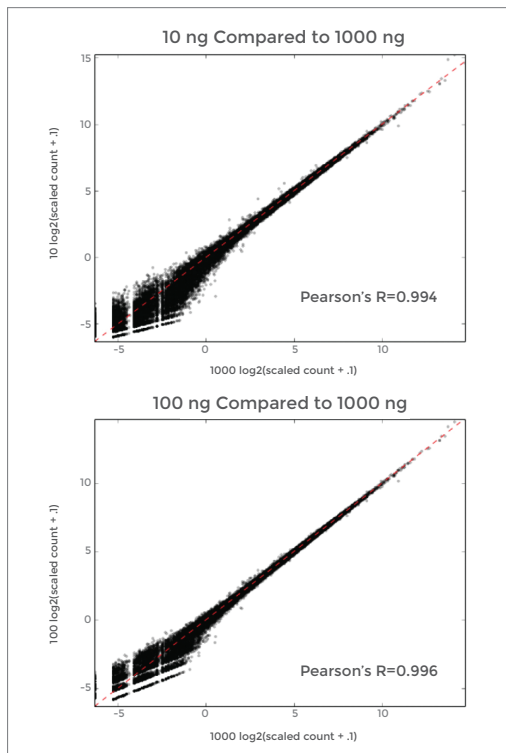 10 ng Compared to 1000 ng
15
10
5
0
−5
10 log2(scaled count + .1)
Pearson's R=0.994
−5 0 5 10
1000 log2(scaled count + .1)
100 ng Compared to 1000 ng
10
5
0
−5
100 log2(scaled count + .1)
Pearson's R=0.996
−5 0 5 10
1000 log2(scaled count + .1)